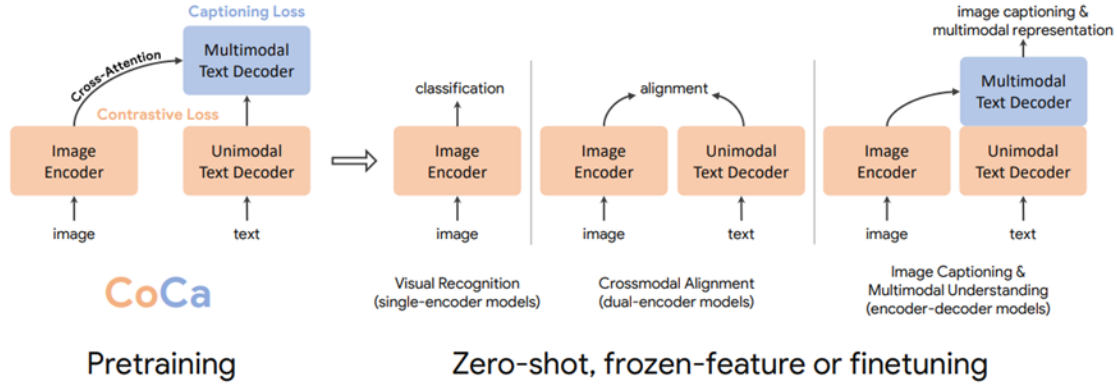 Captioning Loss
Multimodal
Text Decoder
Cross-Attention
Contrastive Loss
Image
Encoder
Unimodal
Text Decoder
image
text
CoCa
Pretraining
classification
Image
Encoder
image
Visual Recognition
(single-encoder models)
alignment
Image
Encoder
Unimodal
Text Decoder
image
text
Crossmodal Alignment
(dual-encoder models)
image captioning &
multimodal representation
Multimodal
Text Decoder
Image
Encoder
Unimodal
Text Decoder
image
text
Image Captioning &
Multimodal Understanding
(encoder-decoder models)
Zero-shot, frozen-feature or finetuning